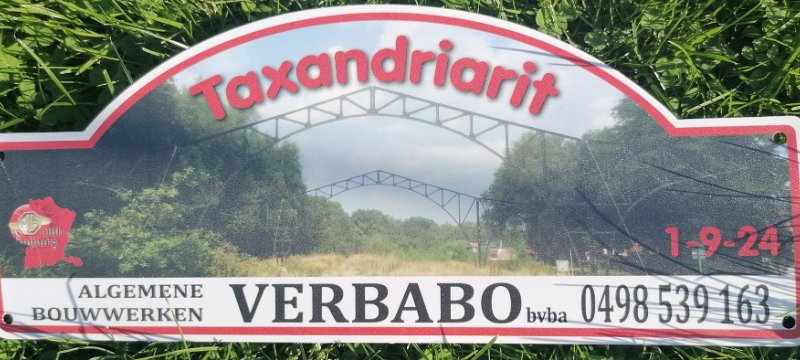 Taxandriarit
1-9-24
ALGEMENE
BOUWWERKEN
VERBABO bvba 0498 539 163